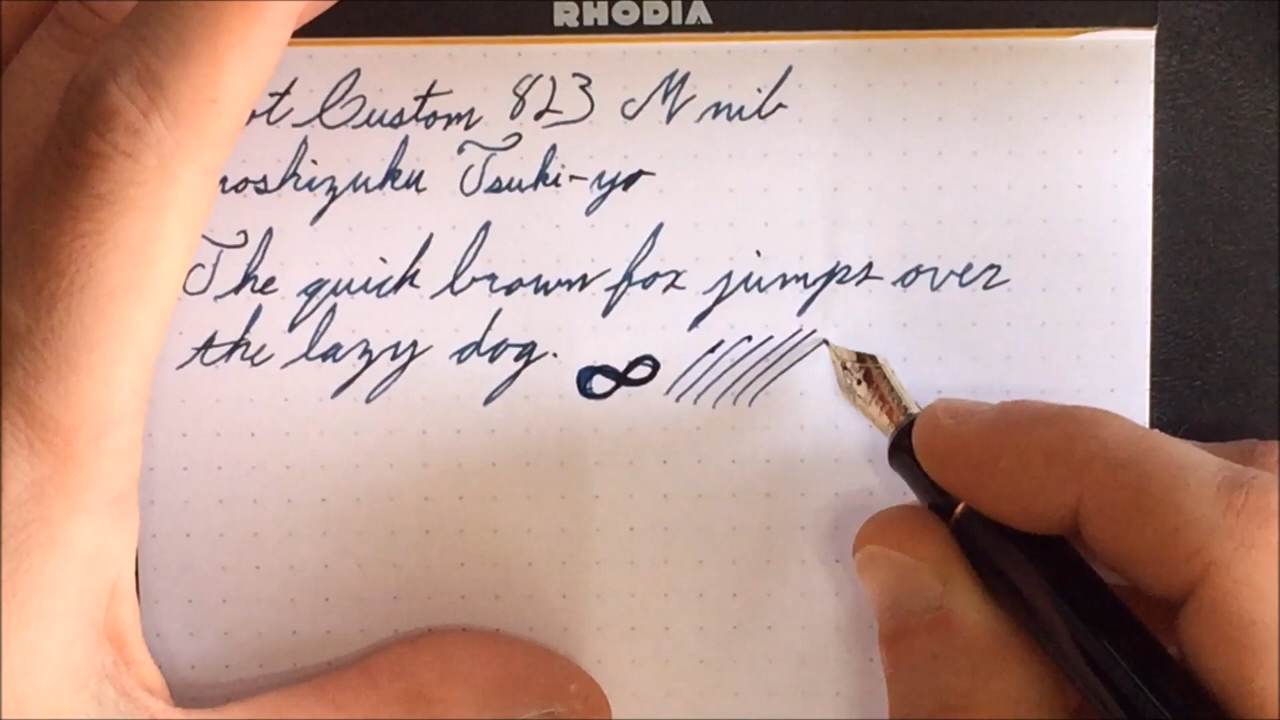 RHODIA
ot Custom 823 M nib
roshizuku Tsuki-yo
The quick brown fox jumps over
the lazy dog.